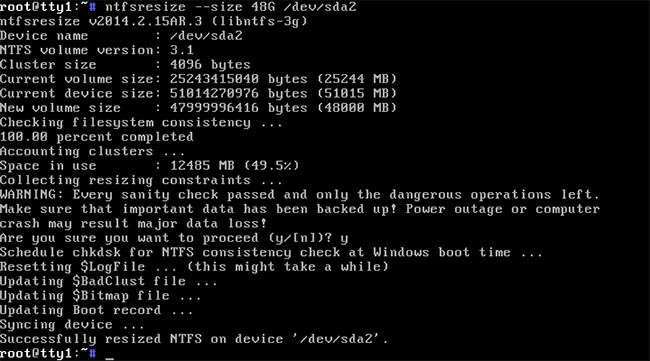 root@tty1:~# ntfsresize --size 48G /dev/sda2
ntfsresize v2014.2.15AR.3 (libntfs-3g)
Device name        : /dev/sda2
NTFS volume version: 3.1
Cluster size       : 4096 bytes
Current volume size: 25243415040 bytes (25244 MB)
Current device size: 51014270976 bytes (51015 MB)
New volume size    : 47999996416 bytes (48000 MB)
Checking filesystem consistency ...
100.00 percent completed
Accounting clusters ...
Space in use       : 12485 MB (49.5%)
Collecting resizing constraints ...
WARNING: Every sanity check passed and only the dangerous operations left.
Make sure that important data has been backed up! Power outage or computer
crash may result major data loss!
Are you sure you want to proceed (y/[n])? y
Schedule chkdsk for NTFS consistency check at Windows boot time ...
Resetting $LogFile ... (this might take a while)
Updating $BadClust file ...
Updating $Bitmap file ...
Updating Boot record ...
Syncing device ...
Successfully resized NTFS on device '/dev/sda2'.
root@tty1:~# _